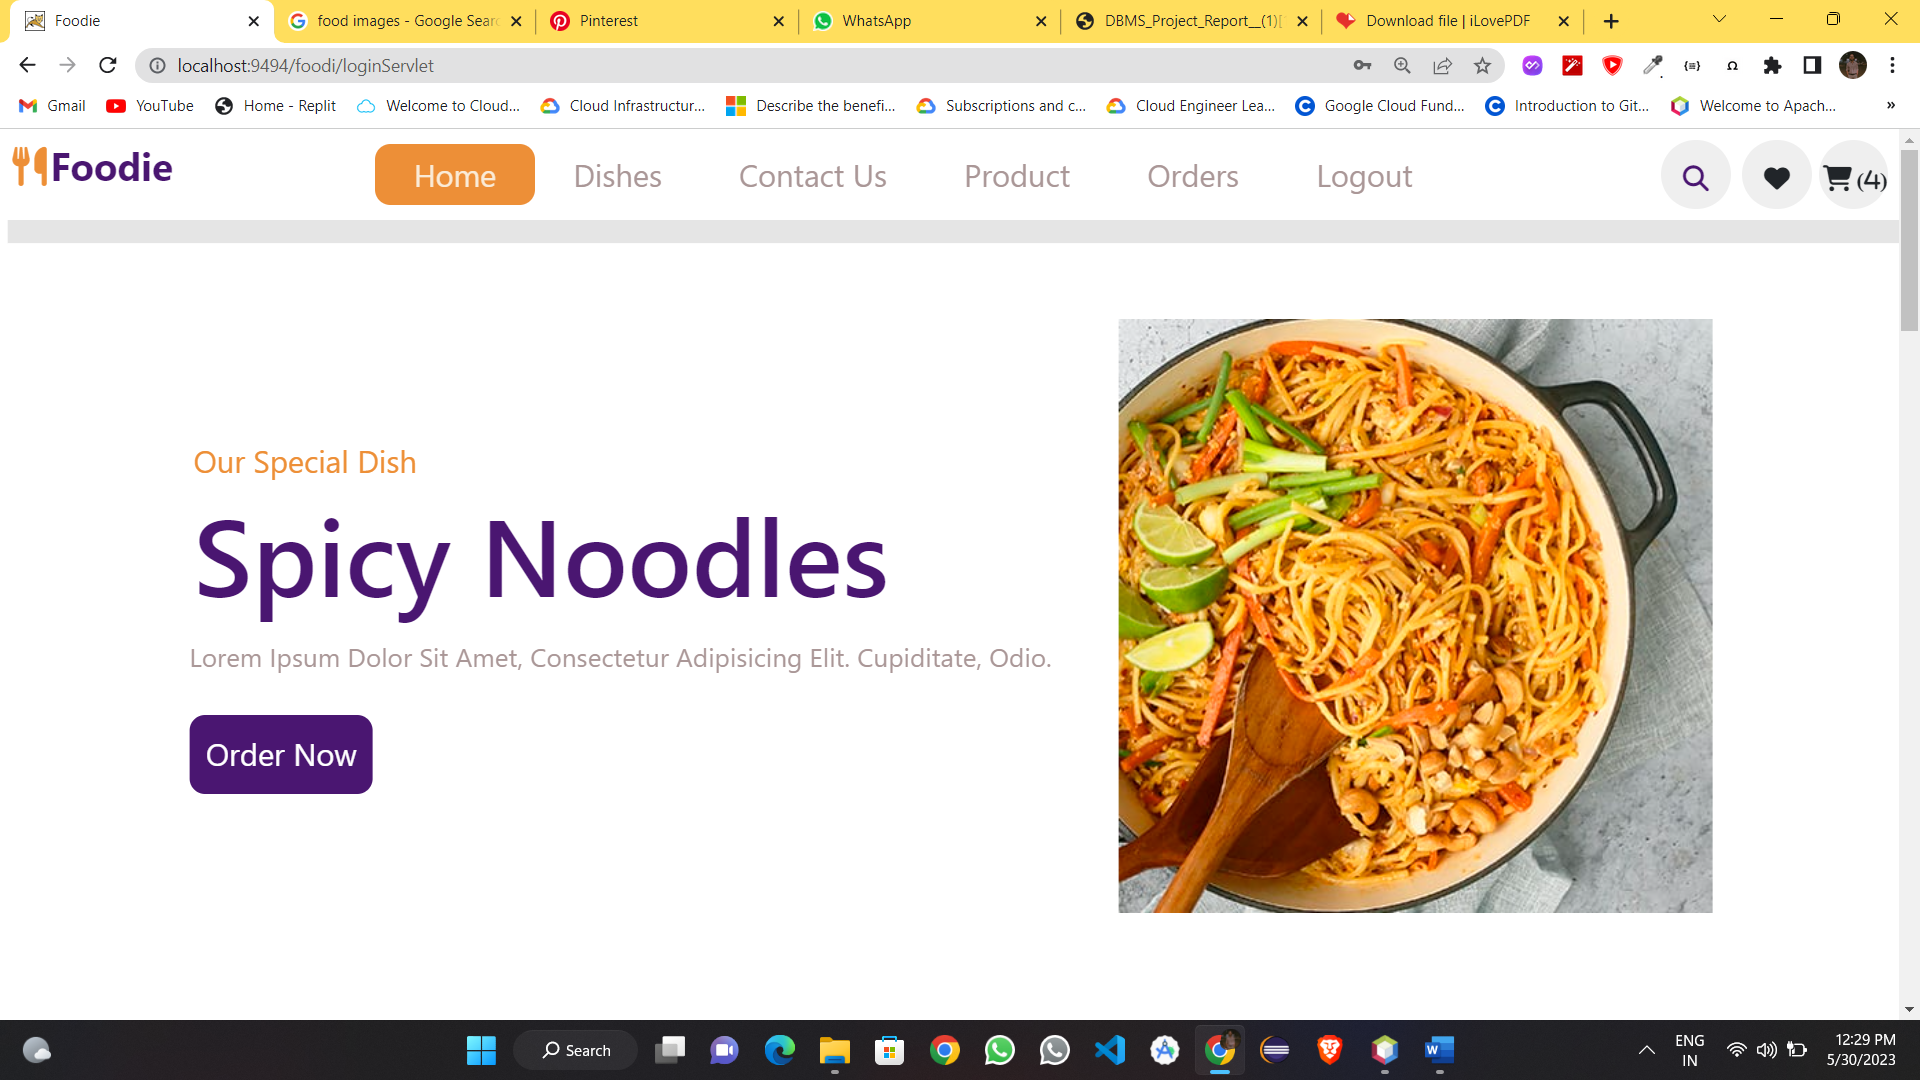 Foodie
food images - Google Sear
Pinterest
WhatsApp
DBMS_Project_Report__(1)[
Download file | iLovePDF
localhost:9494/foodi/loginServlet
Gmail
YouTube
Home - Replit
Welcome to Cloud...
Cloud Infrastructur...
Describe the benefi...
Subscriptions and c...
Cloud Engineer Lea...
Google Cloud Fund...
Introduction to Git...
Welcome to Apach...
»
Foodie
Home
Dishes
Contact Us
Product
Orders
Logout
(4)
Our Special Dish
Spicy Noodles
Lorem Ipsum Dolor Sit Amet, Consectetur Adipisicing Elit. Cupiditate, Odio.
Order Now
Search
ENG
IN
12:29 PM
5/30/2023